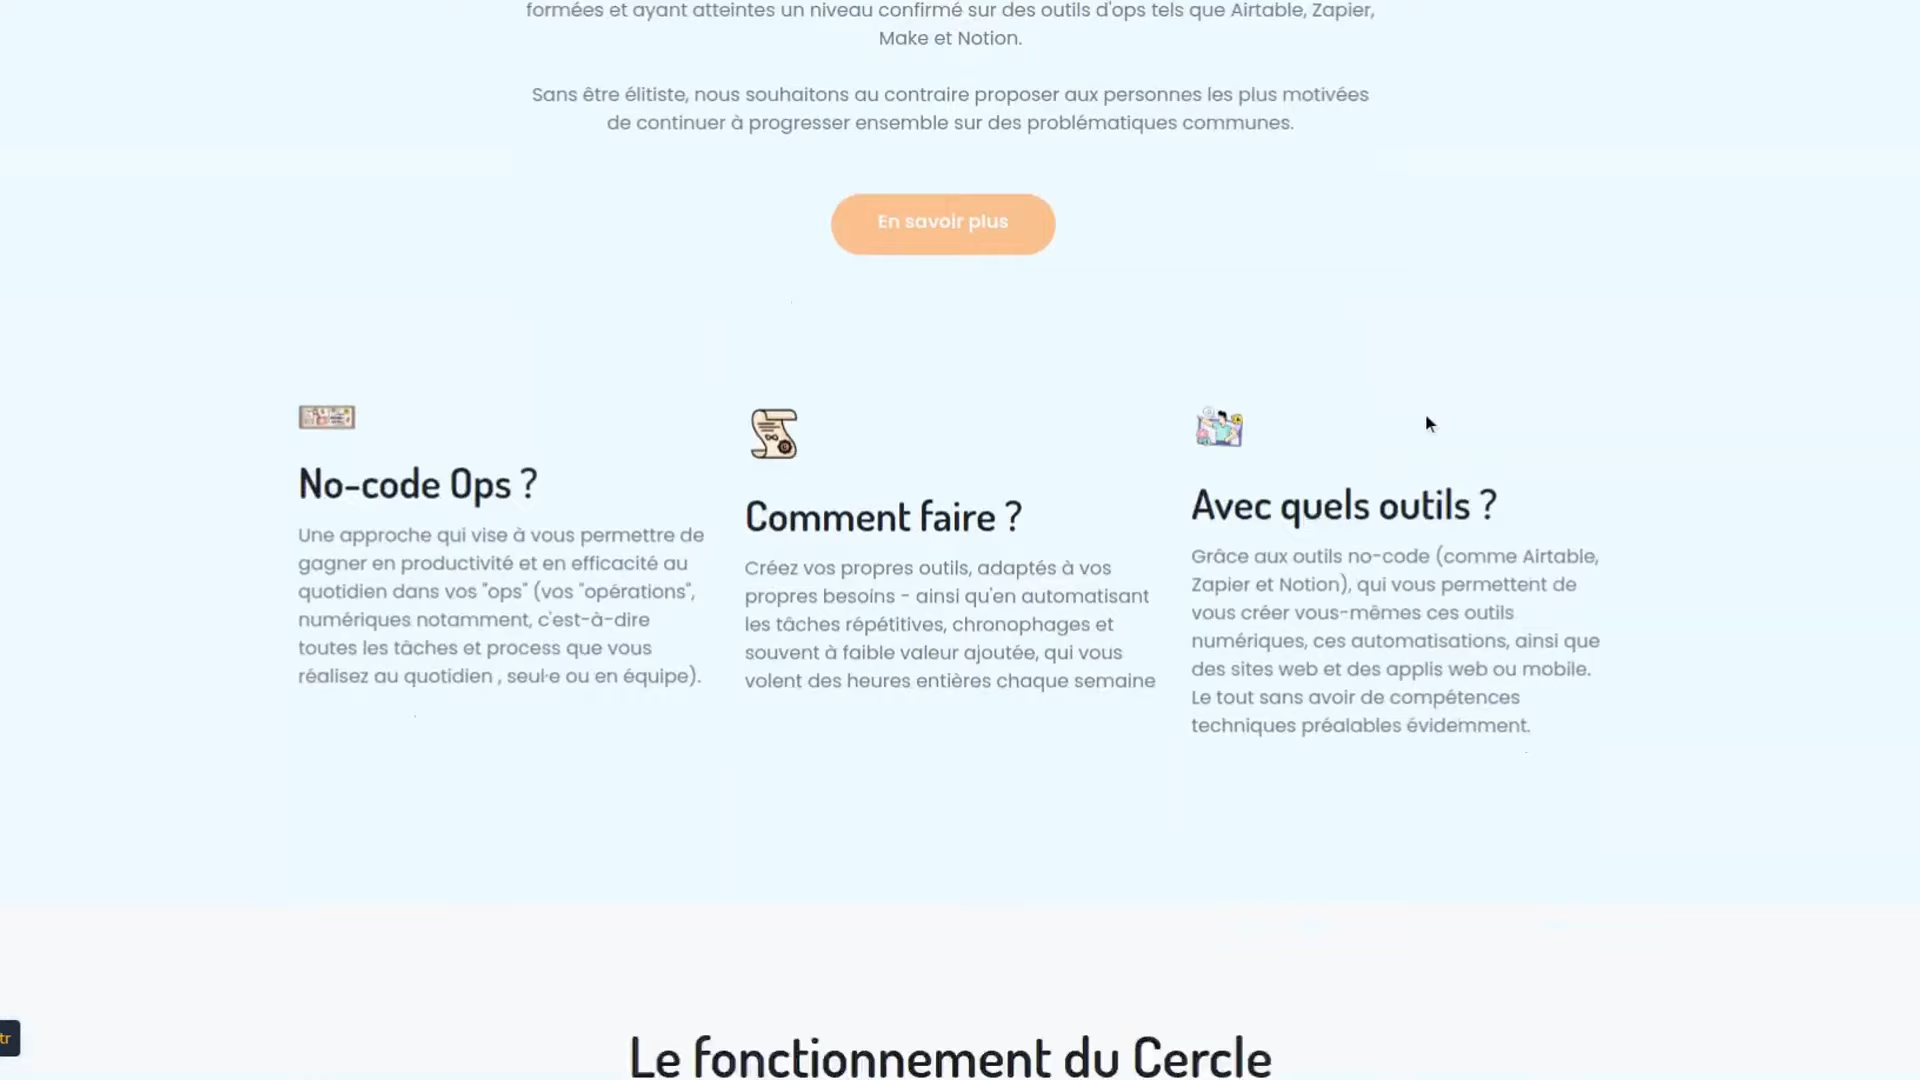 formées et ayant atteintes un niveau confirmé sur des outils d'ops tels que Airtable, Zapier,
Make et Notion.
Sans être élitiste, nous souhaitons au contraire proposer aux personnes les plus motivées
de continuer à progresser ensemble sur des problématiques communes.
En savoir plus
No-code Ops ?
Une approche qui vise à vous permettre de
gagner en productivité et en efficacité au
quotidien dans vos "ops" (vos "opérations",
numériques notamment, c'est-à-dire
toutes les tâches et process que vous
réalisez au quotidien , seul·e ou en équipe).
Comment faire ?
Créez vos propres outils, adaptés à vos
propres besoins - ainsi qu'en automatisant
les tâches répétitives, chronophages et
souvent à faible valeur ajoutée, qui vous
volent des heures entières chaque semaine
Avec quels outils ?
Grâce aux outils no-code (comme Airtable,
Zapier et Notion), qui vous permettent de
vous créer vous-mêmes ces outils
numériques, ces automatisations, ainsi que
des sites web et des applis web ou mobile.
Le tout sans avoir de compétences
techniques préalables évidemment.
tr
Le fonctionnement du Cercle